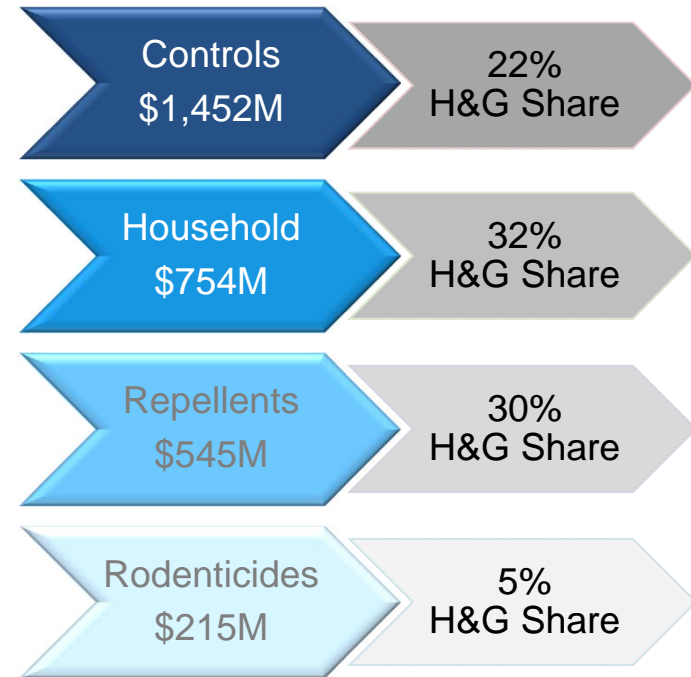 Controls
$1,452M
22%
H&G Share
Household
$754M
32%
H&G Share
Repellents
$545M
30%
H&G Share
Rodenticides
$215M
5%
H&G Share